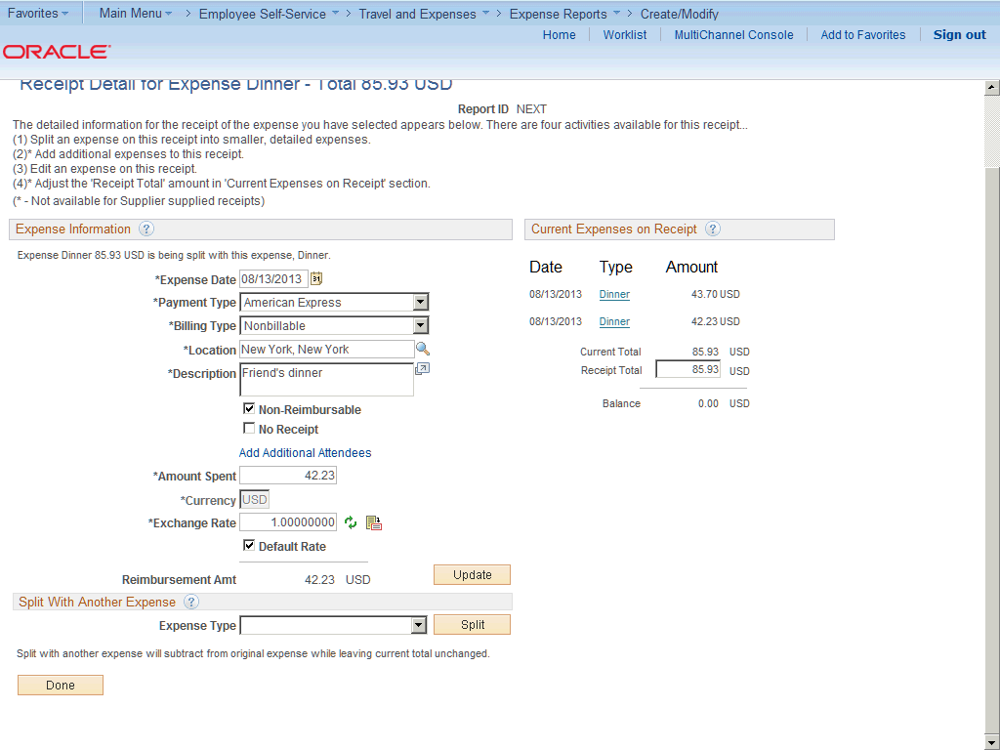 Favorites Main Menu > Employee Self-Service > Travel and Expenses > Expense Reports > Create/Modify
Home Worklist MultiChannel Console Add to Favorites Sign out
ORACLE
Receipt Detail for Expense Dinner - Total 85.93 USD
Report ID NEXT
The detailed information for the receipt of the expense you have selected appears below. There are four activities available for this receipt...
(1) Split an expense on this receipt into smaller, detailed expenses.
(2)* Add additional expenses to this receipt.
(3) Edit an expense on this receipt.
(4)* Adjust the 'Receipt Total' amount in 'Current Expenses on Receipt' section.
(* - Not available for Supplier supplied receipts)
Expense Information ?
Expense Dinner 85.93 USD is being split with this expense, Dinner.
*Expense Date 08/13/2013 31
*Payment Type American Express
*Billing Type Nonbillable
*Location New York, New York
*Description Friend's dinner
Non-Reimbursable
No Receipt
Add Additional Attendees
*Amount Spent 42.23
*Currency USD
*Exchange Rate 1.00000000
Default Rate
Reimbursement Amt 42.23 USD
Update
Split With Another Expense ?
Expense Type Split
Split with another expense will subtract from original expense while leaving current total unchanged.
Done
Current Expenses on Receipt ?
Date Type Amount
08/13/2013 Dinner 43.70 USD
08/13/2013 Dinner 42.23 USD
Current Total 85.93 USD
Receipt Total 85.93 USD
Balance 0.00 USD